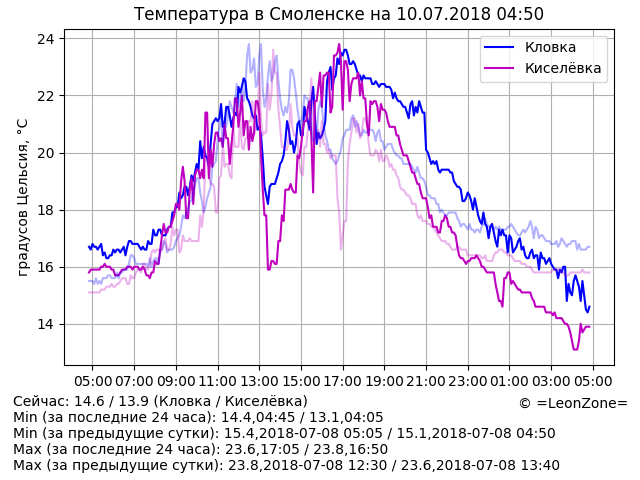 Температура в Смоленске на 10.07.2018 04:50
Кловка
Киселёвка
градусов Цельсия, °C
24
22
20
18
16
14
05:00 07:00 09:00 11:00 13:00 15:00 17:00 19:00 21:00 23:00 01:00 03:00 05:00
Сейчас: 14.6 / 13.9 (Кловка / Киселёвка)
© =LeonZone=
Min (за последние 24 часа): 14.4,04:45 / 13.1,04:05
Min (за предыдущие сутки): 15.4,2018-07-08 05:05 / 15.1,2018-07-08 04:50
Max (за последние 24 часа): 23.6,17:05 / 23.8,16:50
Max (за предыдущие сутки): 23.8,2018-07-08 12:30 / 23.6,2018-07-08 13:40